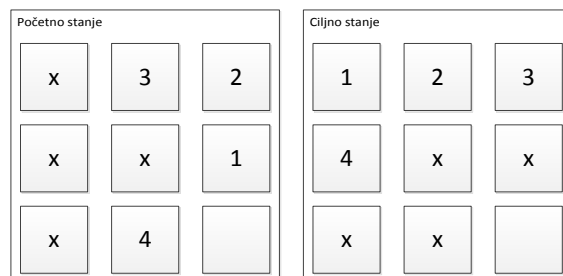 Početno stanje
x 3 2
x x 1
x 4
Ciljno stanje
1 2 3
4 x x
x x